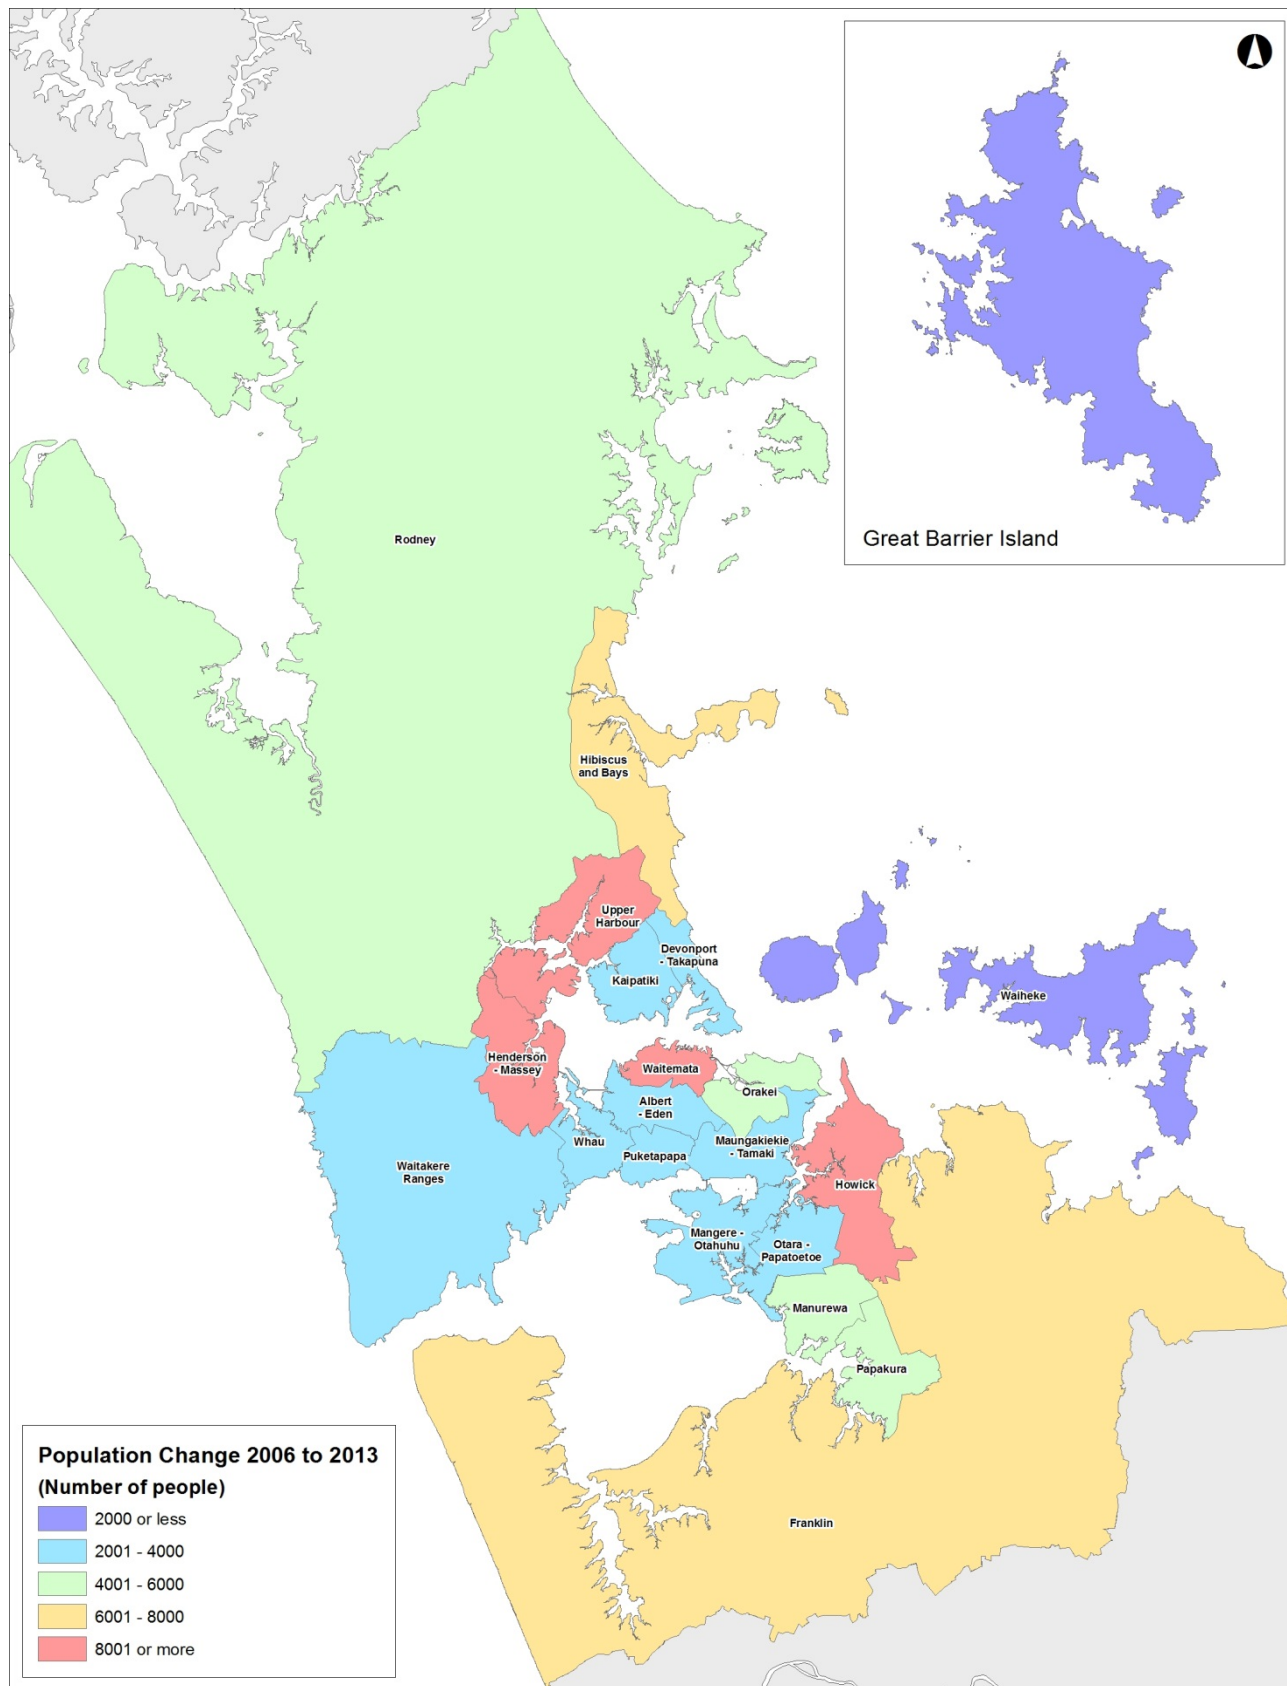 Great Barrier Island
Rodney
Hibiscus
and Bays
Upper
Harbour
Devonport
- Takapuna
Kaipatiki
Waiheke
Henderson
- Massey
Waitemata
Orakei
Albert
- Eden
Whau
Maungakiekie
- Tamaki
Puketapapa
Waitakere
Ranges
Howick
Mangere -
Otahuhu
Otara -
Papatoetoe
Manurewa
Papakura
Franklin
Population Change 2006 to 2013
(Number of people)
2000 or less
2001 - 4000
4001 - 6000
6001 - 8000
8001 or more